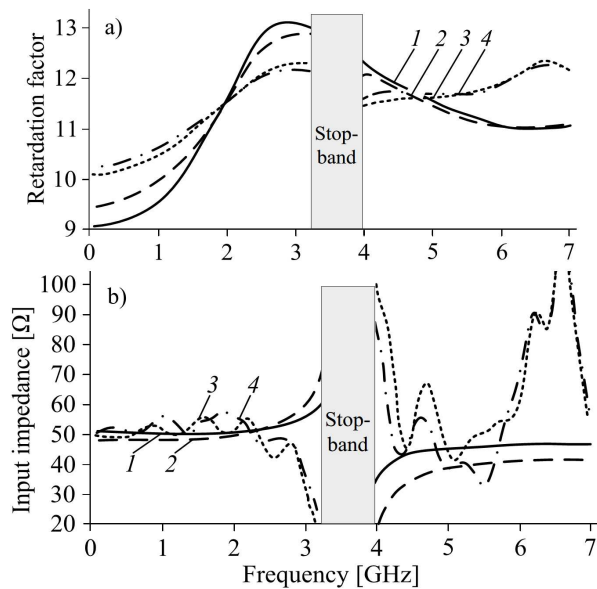 a)
Retardation factor
13
12
11
10
9
1 2 3 4
Stop-
band
0 1 2 3 4 5 6 7
b)
Input impedance [Ω]
100
90
80
70
60
50
40
30
20
3 4
1 2
Stop-
band
0 1 2 3 4 5 6 7
Frequency [GHz]